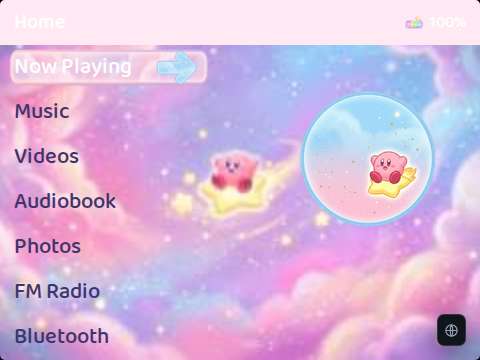 Home
100%
Now Playing
Music
Videos
Audiobook
Photos
FM Radio
Bluetooth